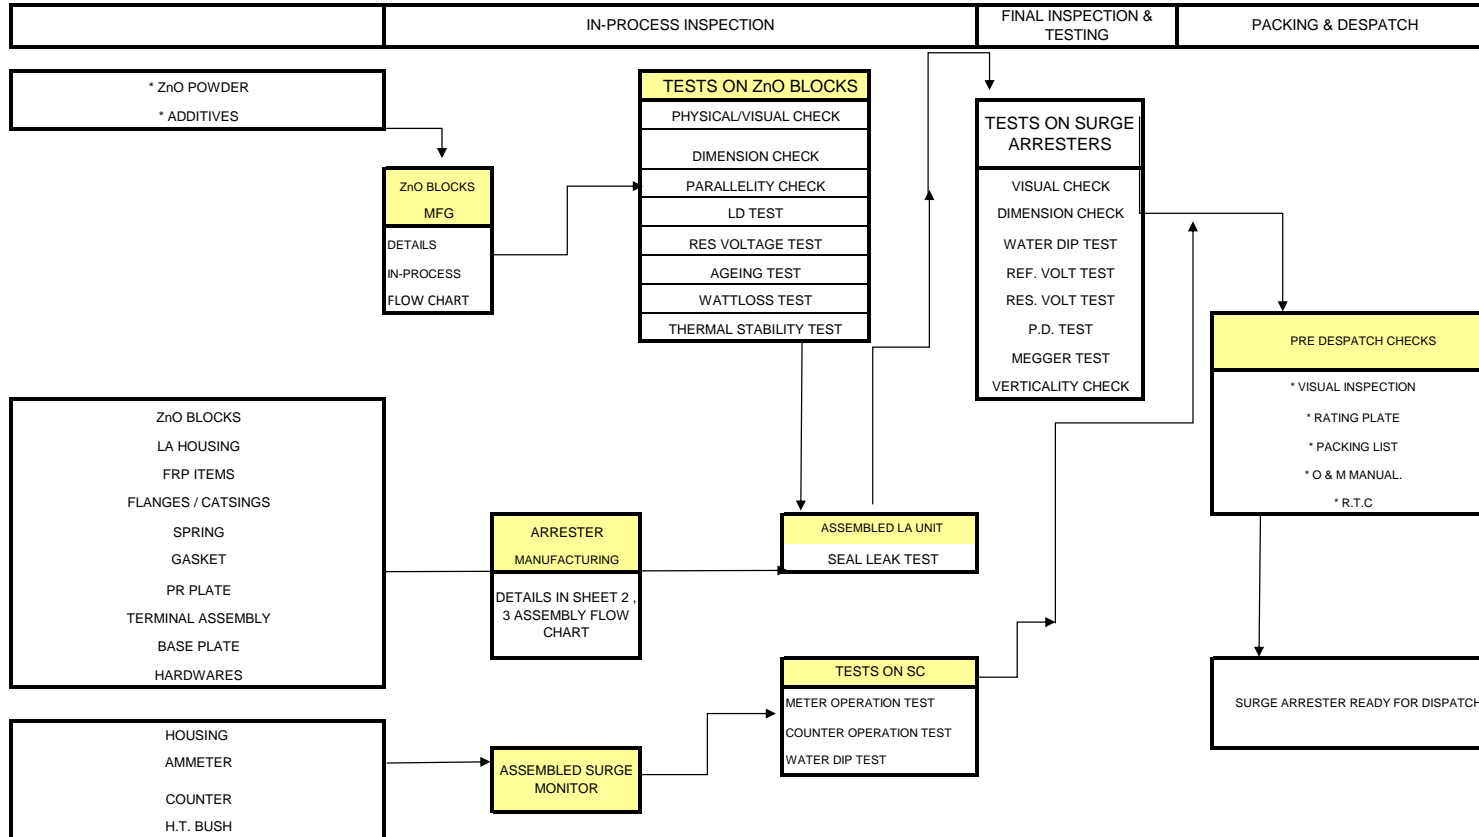 IN-PROCESS INSPECTION
FINAL INSPECTION &
TESTING
PACKING & DESPATCH
* ZnO POWDER
* ADDITIVES
ZnO BLOCKS
MFG
DETAILS
IN-PROCESS
FLOW CHART
TESTS ON ZnO BLOCKS
PHYSICAL/VISUAL CHECK
DIMENSION CHECK
PARALLELITY CHECK
LD TEST
RES VOLTAGE TEST
AGEING TEST
WATTLOSS TEST
THERMAL STABILITY TEST
TESTS ON SURGE
ARRESTERS
VISUAL CHECK
DIMENSION CHECK
WATER DIP TEST
REF. VOLT TEST
RES. VOLT TEST
P.D. TEST
MEGGER TEST
VERTICALITY CHECK
PRE DESPATCH CHECKS
* VISUAL INSPECTION
* RATING PLATE
* PACKING LIST
* O & M MANUAL.
* R.T.C
ZnO BLOCKS
LA HOUSING
FRP ITEMS
FLANGES / CATSINGS
SPRING
GASKET
PR PLATE
TERMINAL ASSEMBLY
BASE PLATE
HARDWARES
ARRESTER
MANUFACTURING
DETAILS IN SHEET 2 ,
3 ASSEMBLY FLOW
CHART
ASSEMBLED LA UNIT
SEAL LEAK TEST
TESTS ON SC
METER OPERATION TEST
COUNTER OPERATION TEST
WATER DIP TEST
SURGE ARRESTER READY FOR DISPATCH
HOUSING
AMMETER
COUNTER
H.T. BUSH
ASSEMBLED SURGE
MONITOR